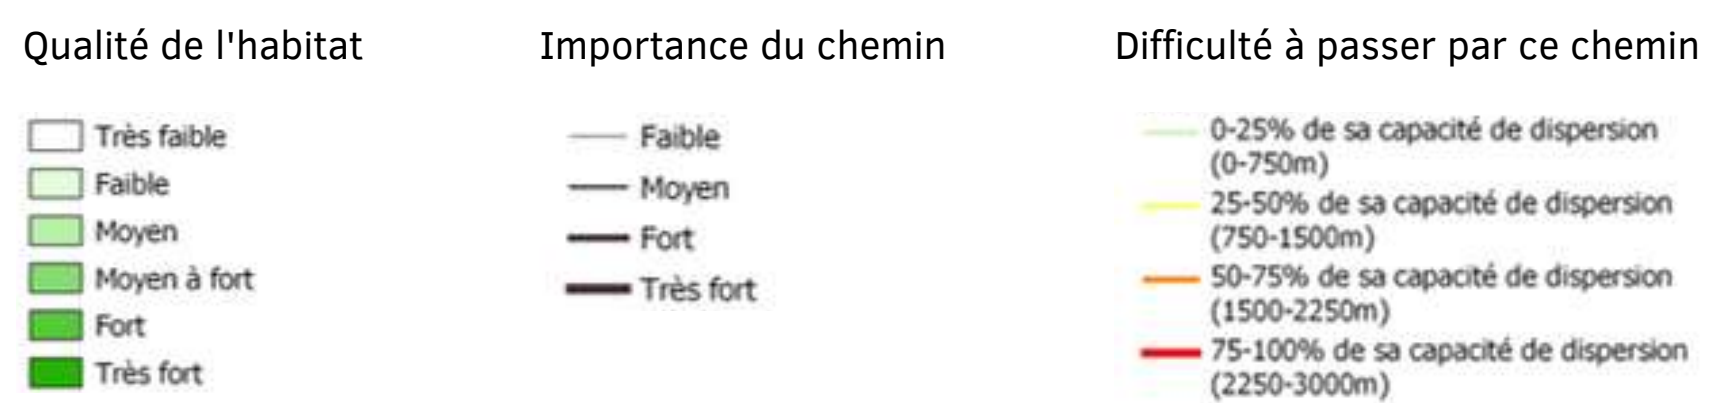 Qualité de l'habitat
Très faible
Faible
Moyen
Moyen à fort
Fort
Très fort
Importance du chemin
Faible
Moyen
Fort
Très fort
Difficulté à passer par ce chemin
0-25% de sa capacité de dispersion
(0-750m)
25-50% de sa capacité de dispersion
(750-1500m)
50-75% de sa capacité de dispersion
(1500-2250m)
75-100% de sa capacité de dispersion
(2250-3000m)